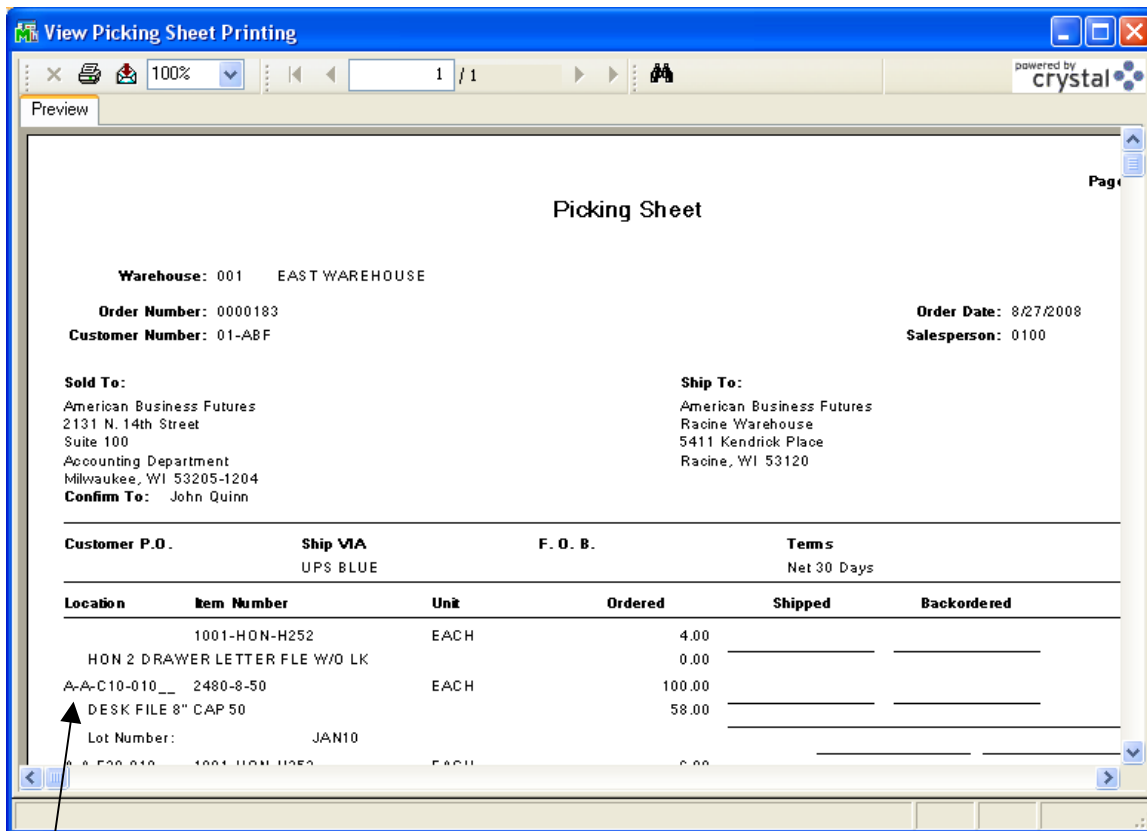 View Picking Sheet Printing
100% 1 / 1 powered by crystal
Preview
Page
Picking Sheet
Warehouse: 001 EAST WAREHOUSE
Order Number: 0000183 Order Date: 8/27/2008
Customer Number: 01-ABF Salesperson: 0100
Sold To: Ship To:
American Business Futures American Business Futures
2131 N. 14th Street Racine Warehouse
Suite 100 5411 Kendrick Place
Accounting Department Racine, WI 53120
Milwaukee, WI 53205-1204
Confirm To: John Quinn
Customer P.O. Ship VIA F. O. B. Terms
UPS BLUE Net 30 Days
Location Item Number Unit Ordered Shipped Backordered
1001-HON-H252 EACH 4.00
HON 2 DRAWER LETTER FLE W/O LK 0.00
A-A-C10-010__ 2480-8-50 EACH 100.00
DESK FILE 8" CAP 50 58.00
Lot Number: JAN10
1001-HON-H252 EACH